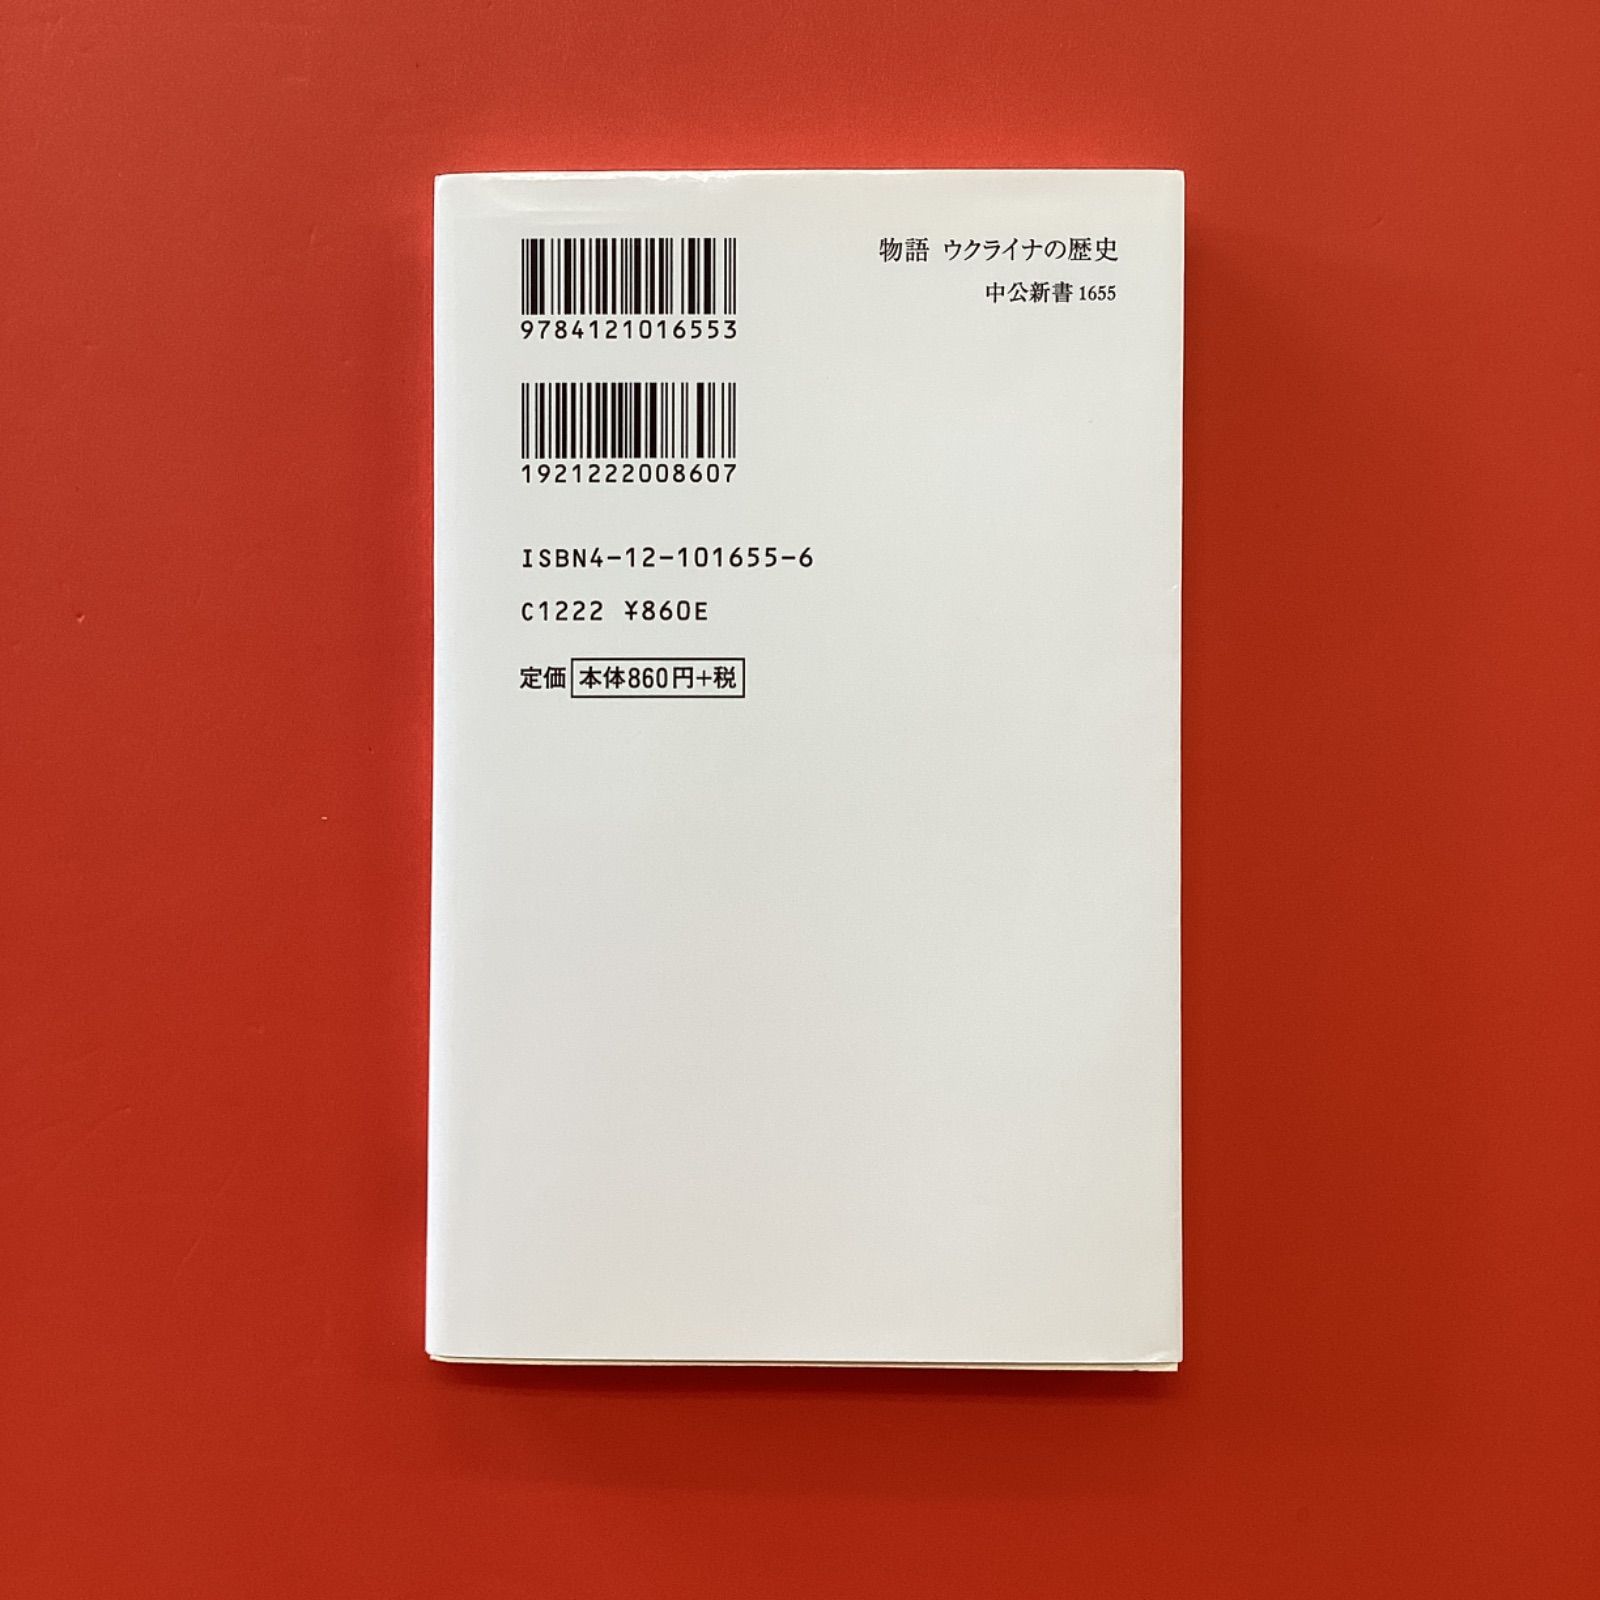 物語 ウクライナの歴史
中公新書 1655
9784121016553
1921222008607
ISBN4-12-101655-6
C1222 ¥860E
定価 本体860円+税